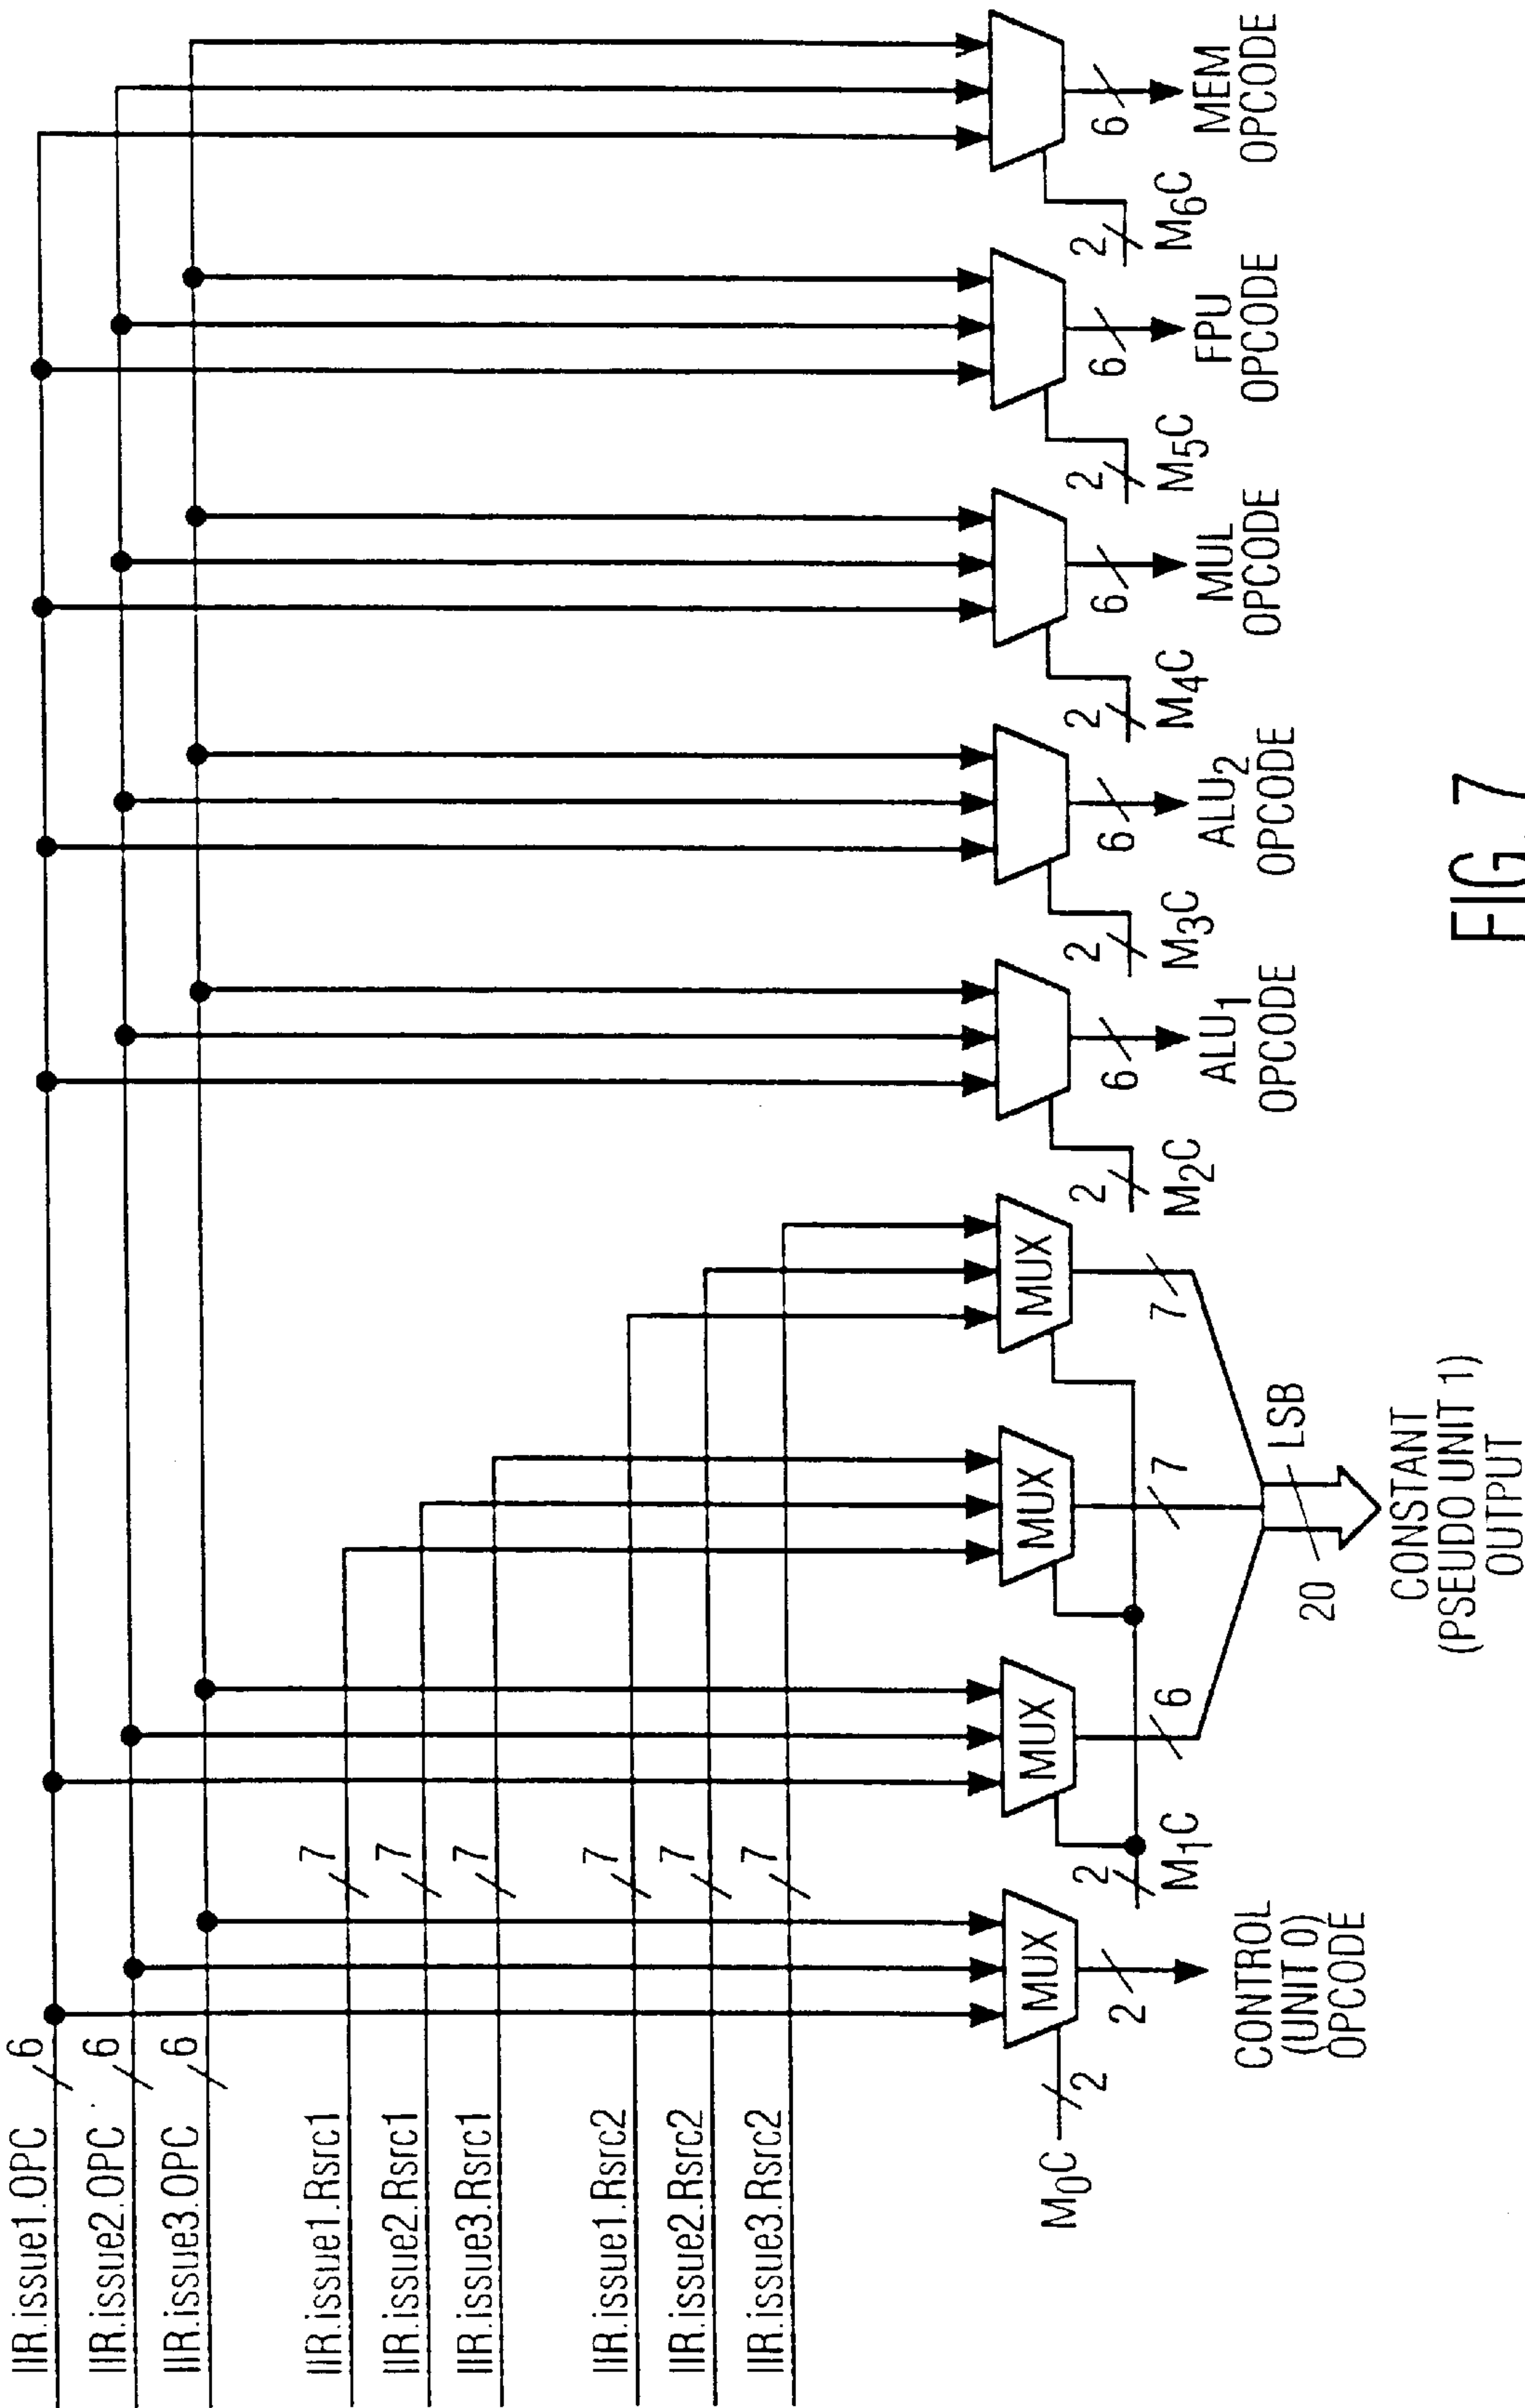 IIR.issue1.OPC
6
IIR.issue2.OPC
6
IIR.issue3.OPC
6
IIR.issue1.Rsrc1
7
IIR.issue2.Rsrc1
7
IIR.issue3.Rsrc1
7
IIR.issue1.Rsrc2
7
IIR.issue2.Rsrc2
7
IIR.issue3.Rsrc2
7
M0C
2
MUX
2
CONTROL
(UNIT 0)
OPCODE
2
M1C
MUX
6
MUX
7
MUX
7
20
LSB
CONSTANT
(PSEUDO UNIT 1)
OUTPUT
2
M2C
6
ALU1
OPCODE
2
M3C
6
ALU2
OPCODE
2
M4C
6
MUL
OPCODE
2
M5C
6
FPU
OPCODE
2
M6C
6
MEM
OPCODE
FIG. 7